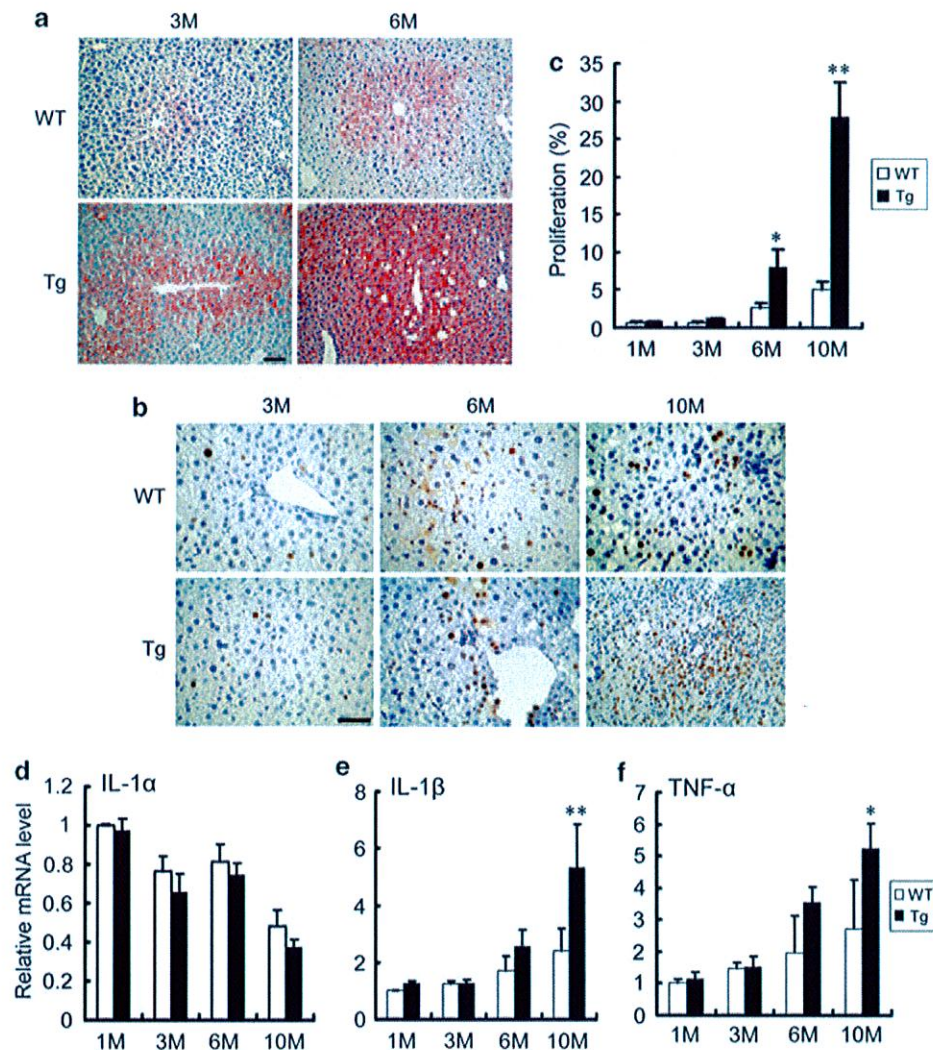 a
3M 6M
WT
Tg
c
Proliferation (%)
35
30
25
20
15
10
5
0
* **
1M 3M 6M 10M
WT
Tg
b
3M 6M 10M
WT
Tg
d IL-1α
Relative mRNA level
1.2
1
0.8
0.6
0.4
0.2
0
1M 3M 6M 10M
e IL-1β
8
6
4
2
0
**
1M 3M 6M 10M
f TNF-α
7
6
5
4
3
2
1
0
*
1M 3M 6M 10M
WT
Tg